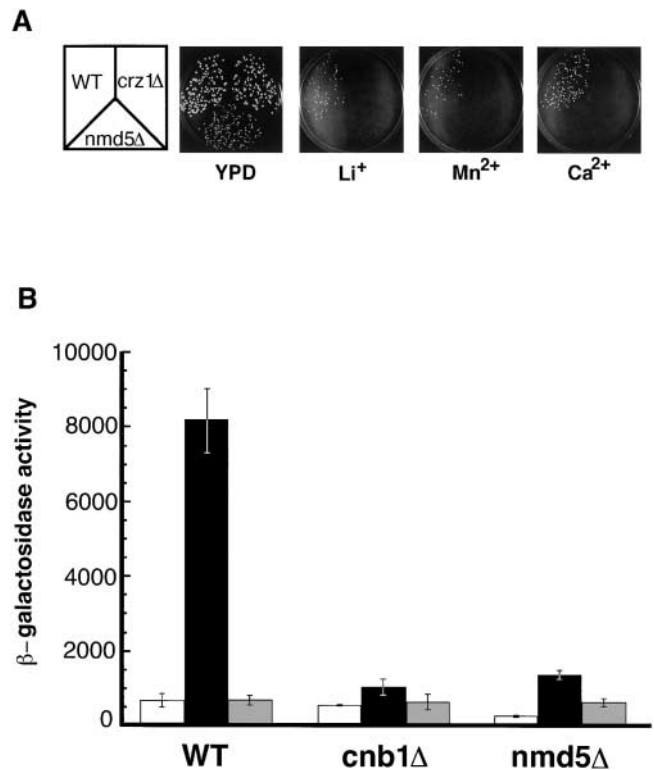 A
WT
crz1Δ
nmd5Δ
YPD
Li+
Mn2+
Ca2+
B
β-galactosidase activity
10000
8000
6000
4000
2000
0
WT
cnb1Δ
nmd5Δ